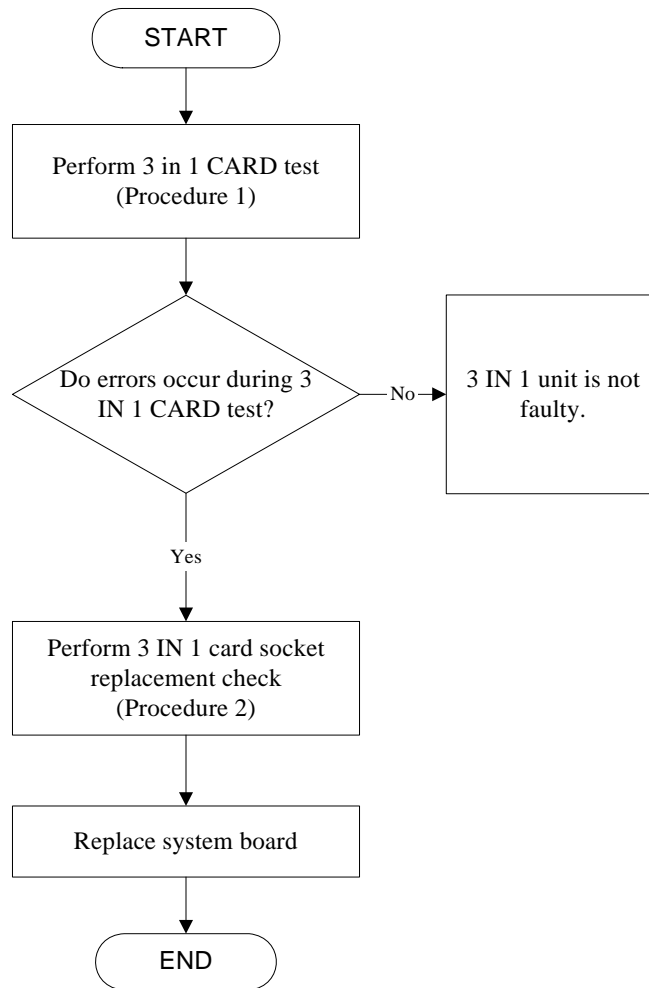 START
Perform 3 in 1 CARD test
(Procedure 1)
Do errors occur during 3
IN 1 CARD test?
No
3 IN 1 unit is not
faulty.
Yes
Perform 3 IN 1 card socket
replacement check
(Procedure 2)
Replace system board
END